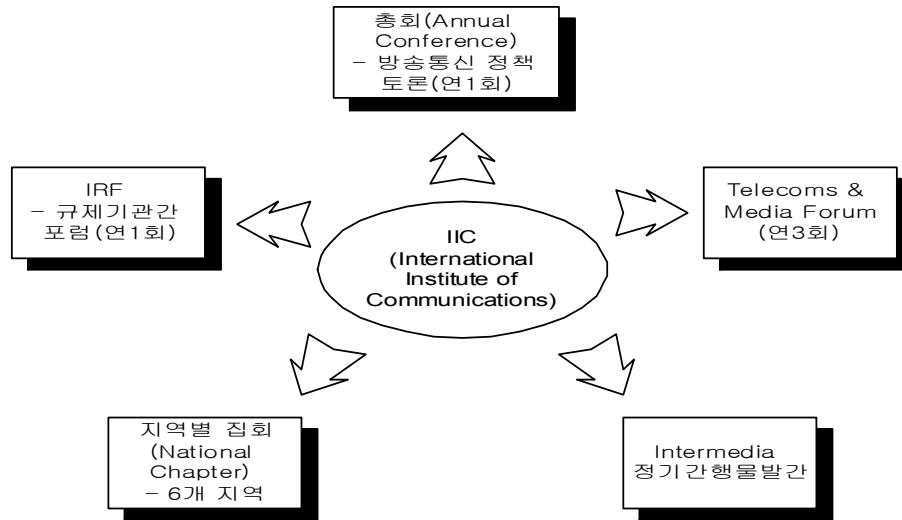 총회(Annual
Conference)
- 방송통신 정책
토론(연1회)
IRF
- 규제기관간
포럼(연1회)
Telecoms &
Media Forum
(연3회)
IIC
(International
Institute of
Communications)
지역별 집회
(National
Chapter)
- 6개 지역
Intermedia
정기간행물발간